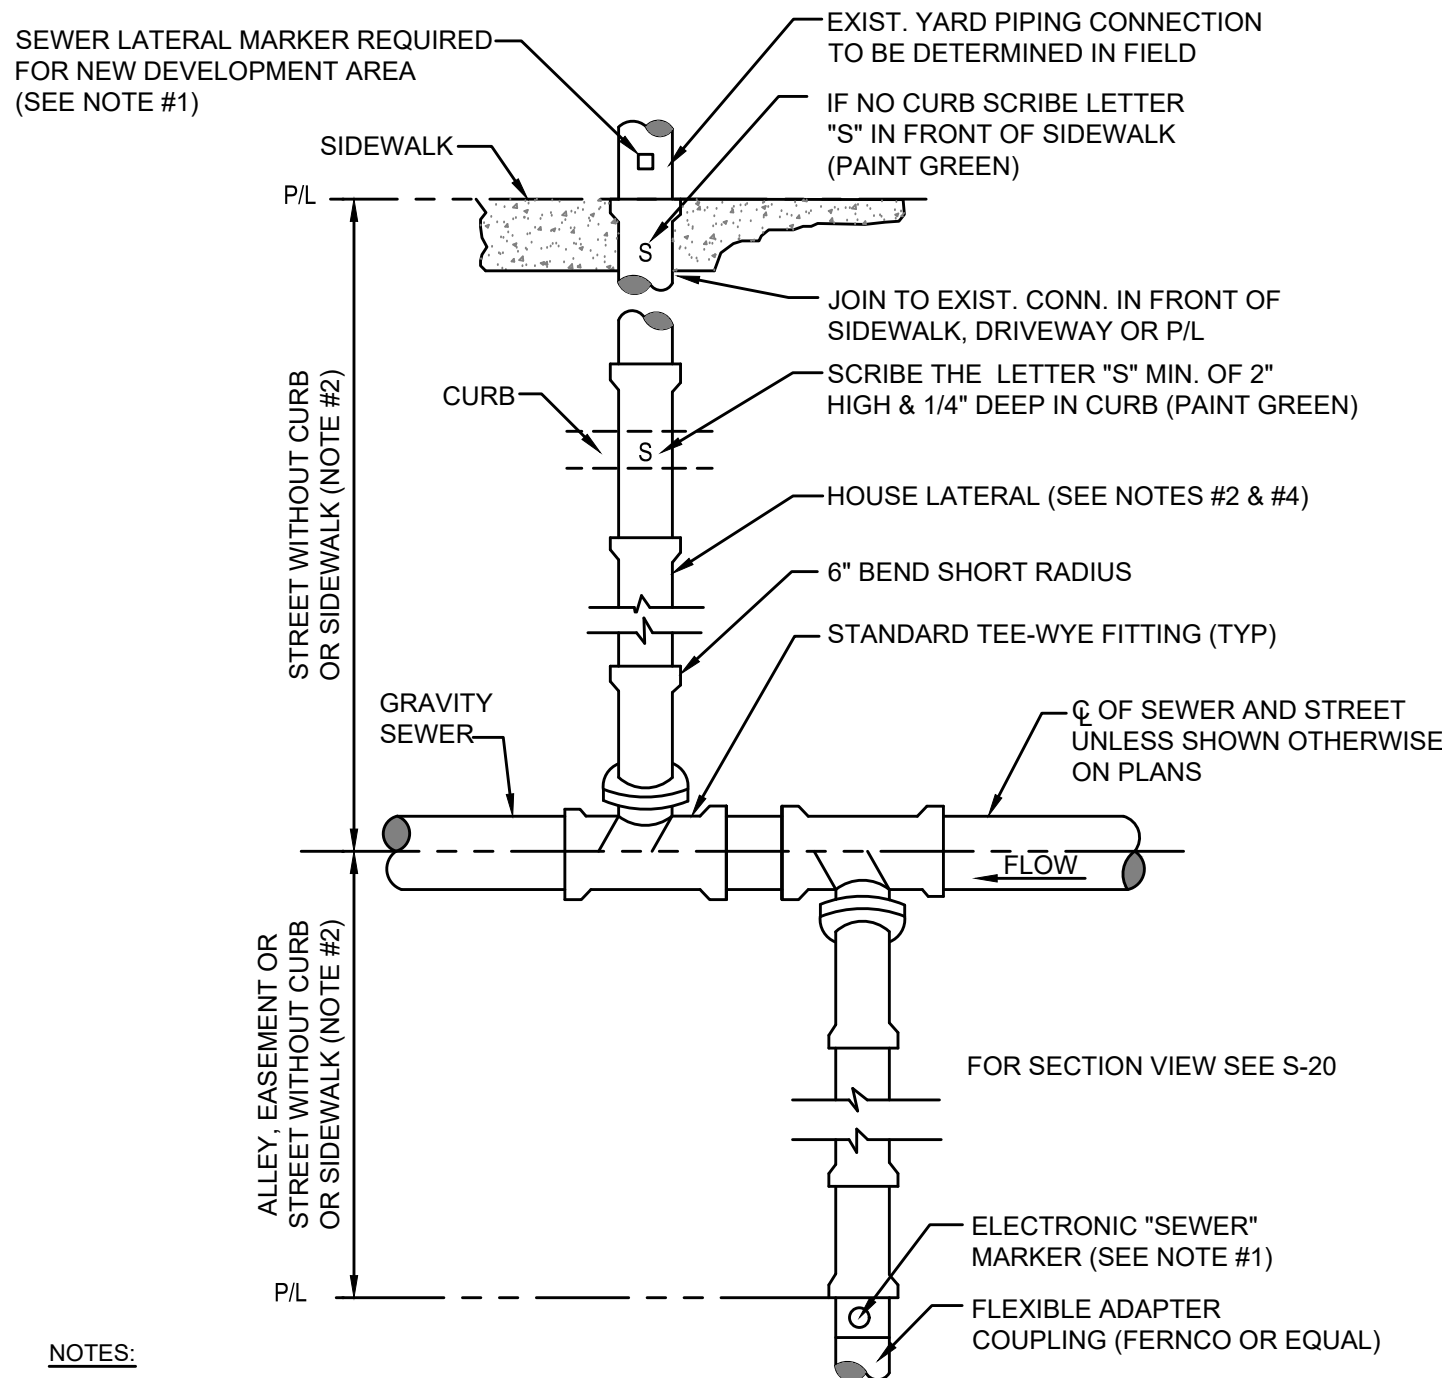 SEWER LATERAL MARKER REQUIRED
FOR NEW DEVELOPMENT AREA
(SEE NOTE #1)
EXIST. YARD PIPING CONNECTION
TO BE DETERMINED IN FIELD
IF NO CURB SCRIBE LETTER
"S" IN FRONT OF SIDEWALK
(PAINT GREEN)
SIDEWALK
P/L
S
JOIN TO EXIST. CONN. IN FRONT OF
SIDEWALK, DRIVEWAY OR P/L
SCRIBE THE LETTER "S" MIN. OF 2"
HIGH & 1/4" DEEP IN CURB (PAINT GREEN)
CURB
S
STREET WITHOUT CURB
OR SIDEWALK (NOTE #2)
HOUSE LATERAL (SEE NOTES #2 & #4)
6" BEND SHORT RADIUS
STANDARD TEE-WYE FITTING (TYP)
GRAVITY
SEWER
℄ OF SEWER AND STREET
UNLESS SHOWN OTHERWISE
ON PLANS
FLOW
ALLEY, EASEMENT OR
STREET WITHOUT CURB
OR SIDEWALK (NOTE #2)
FOR SECTION VIEW SEE S-20
ELECTRONIC "SEWER"
MARKER (SEE NOTE #1)
P/L
FLEXIBLE ADAPTER
COUPLING (FERNCO OR EQUAL)
NOTES: